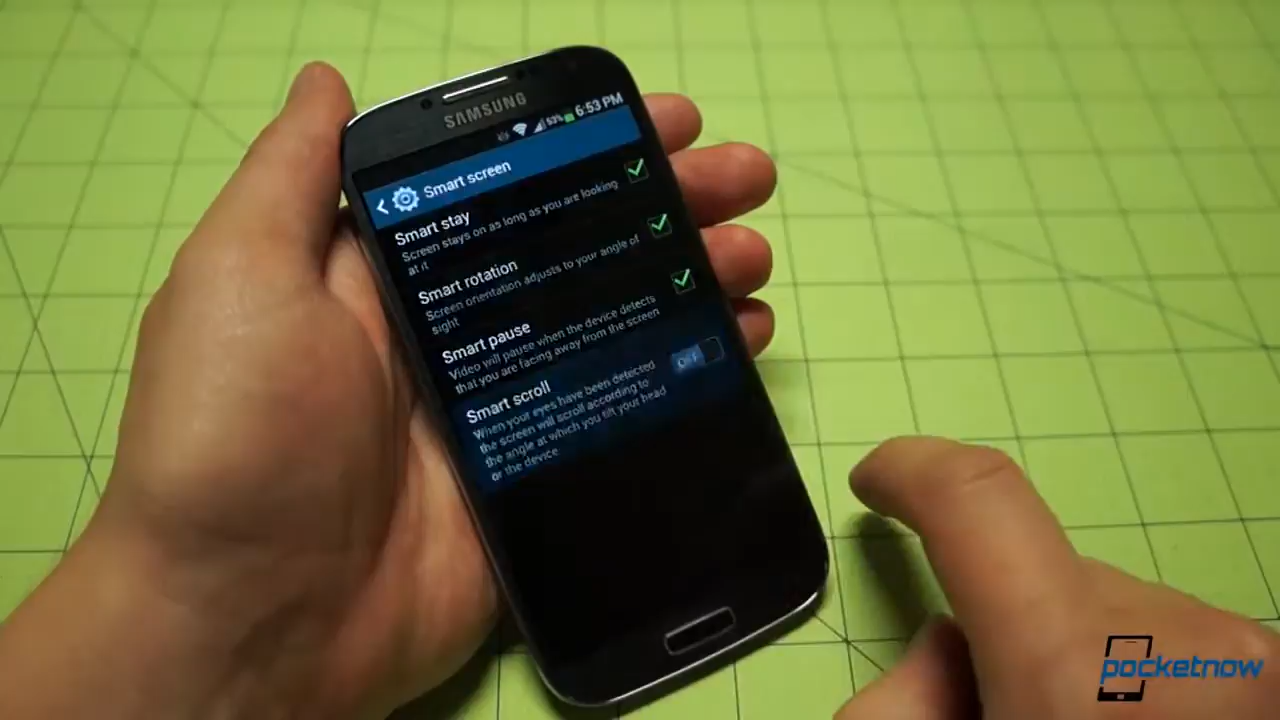 SAMSUNG
53% 6:53 PM
Smart screen
Smart stay
Screen stays on as long as you are looking
at it
Smart rotation
Screen orientation adjusts to your angle of
sight
Smart pause
Video will pause when the device detects
that you are facing away from the screen
Smart scroll
OFF
When your eyes have been detected
the screen will scroll according to
the angle at which you tilt your head
or the device
pocketnow